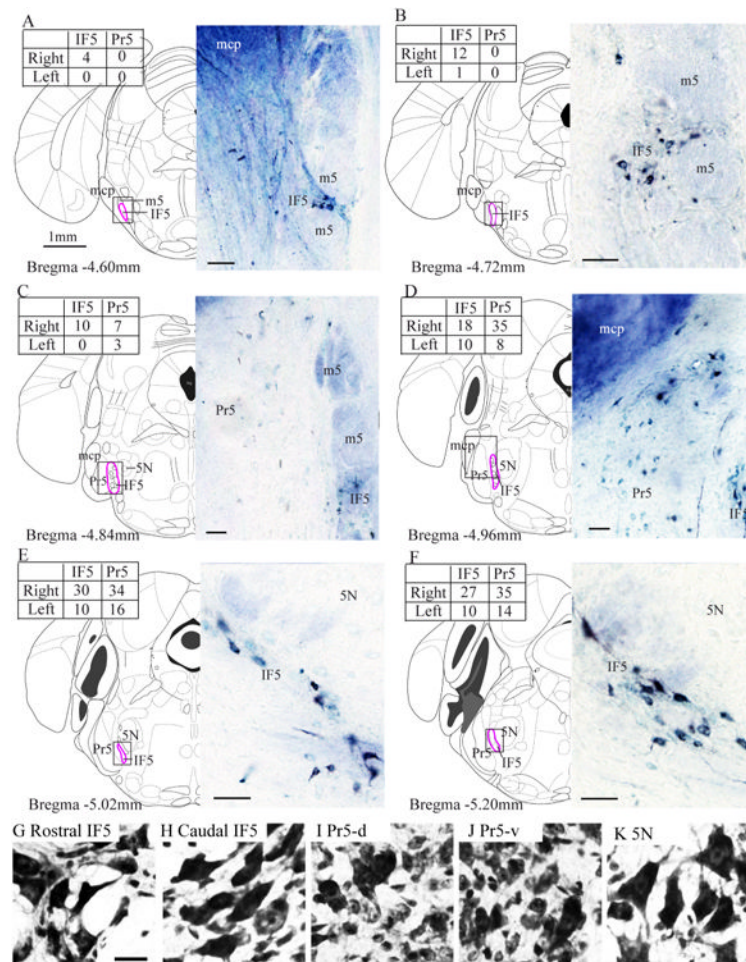 A
IF5 Pr5
Right 4 0
Left 0 0
mcp
m5
IF5
m5
mcp
m5
IF5
1mm
Bregma -4.60mm
B
IF5 Pr5
Right 12 0
Left 1 0
m5
IF5
m5
mcp
IF5
Bregma -4.72mm
C
IF5 Pr5
Right 10 7
Left 0 3
m5
Pr5
m5
IF5
mcp
5N
Pr5
IF5
Bregma -4.84mm
D
IF5 Pr5
Right 18 35
Left 10 8
mcp
Pr5
IF5
mcp
5N
Pr5
IF5
Bregma -4.96mm
E
IF5 Pr5
Right 30 34
Left 10 16
5N
IF5
5N
Pr5
IF5
Bregma -5.02mm
F
IF5 Pr5
Right 27 35
Left 10 14
5N
IF5
5N
Pr5
IF5
Bregma -5.20mm
G Rostral IF5
H Caudal IF5
I Pr5-d
J Pr5-v
K 5N